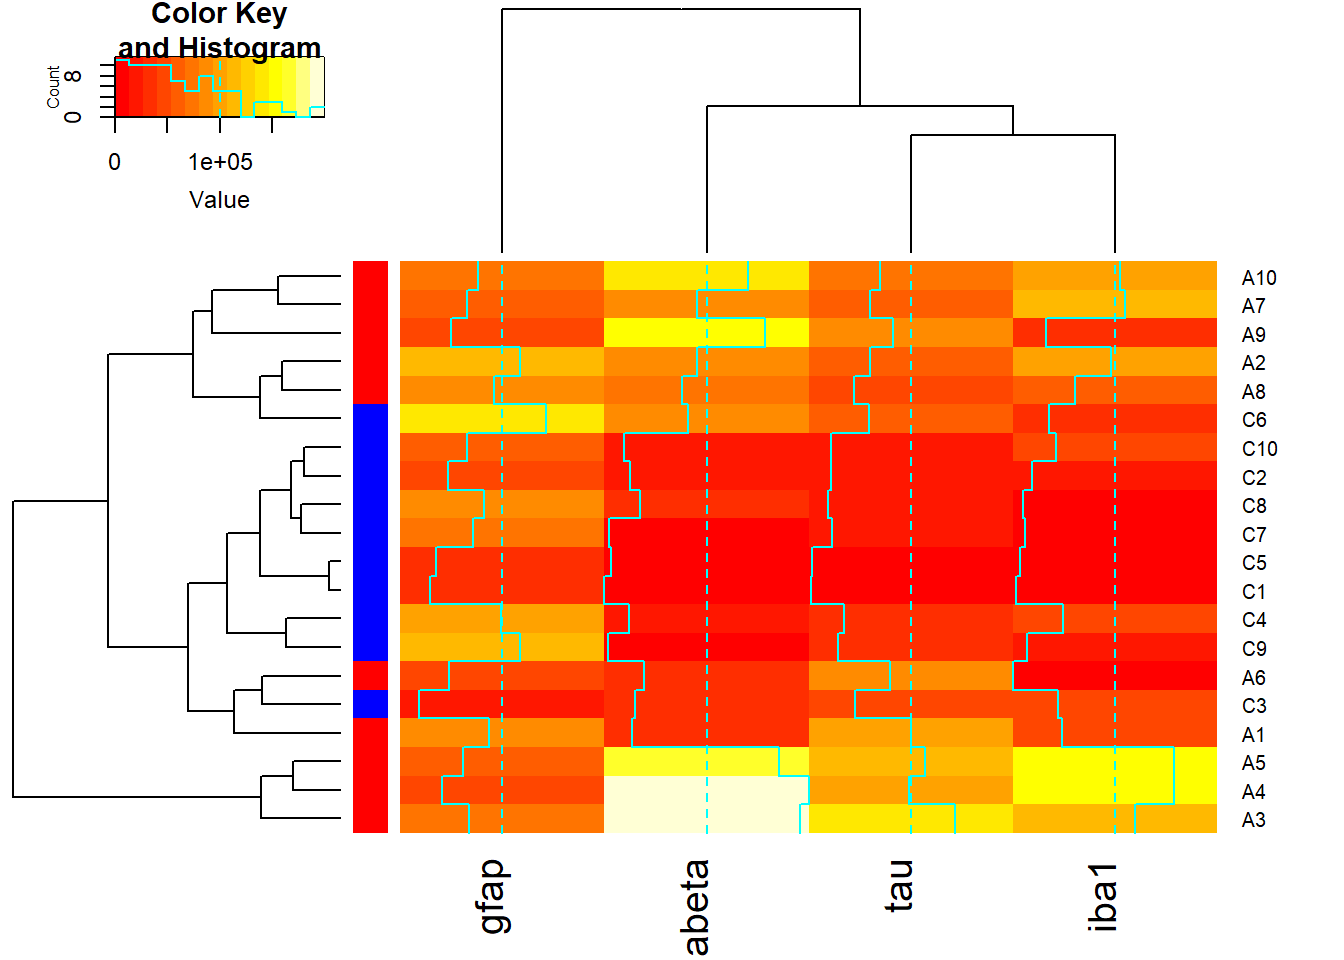 Color Key
and Histogram
Count
0 8
0 1e+05
Value
A10
A7
A9
A2
A8
C6
C10
C2
C8
C7
C5
C1
C4
C9
A6
C3
A1
A5
A4
A3
gfap abeta tau iba1